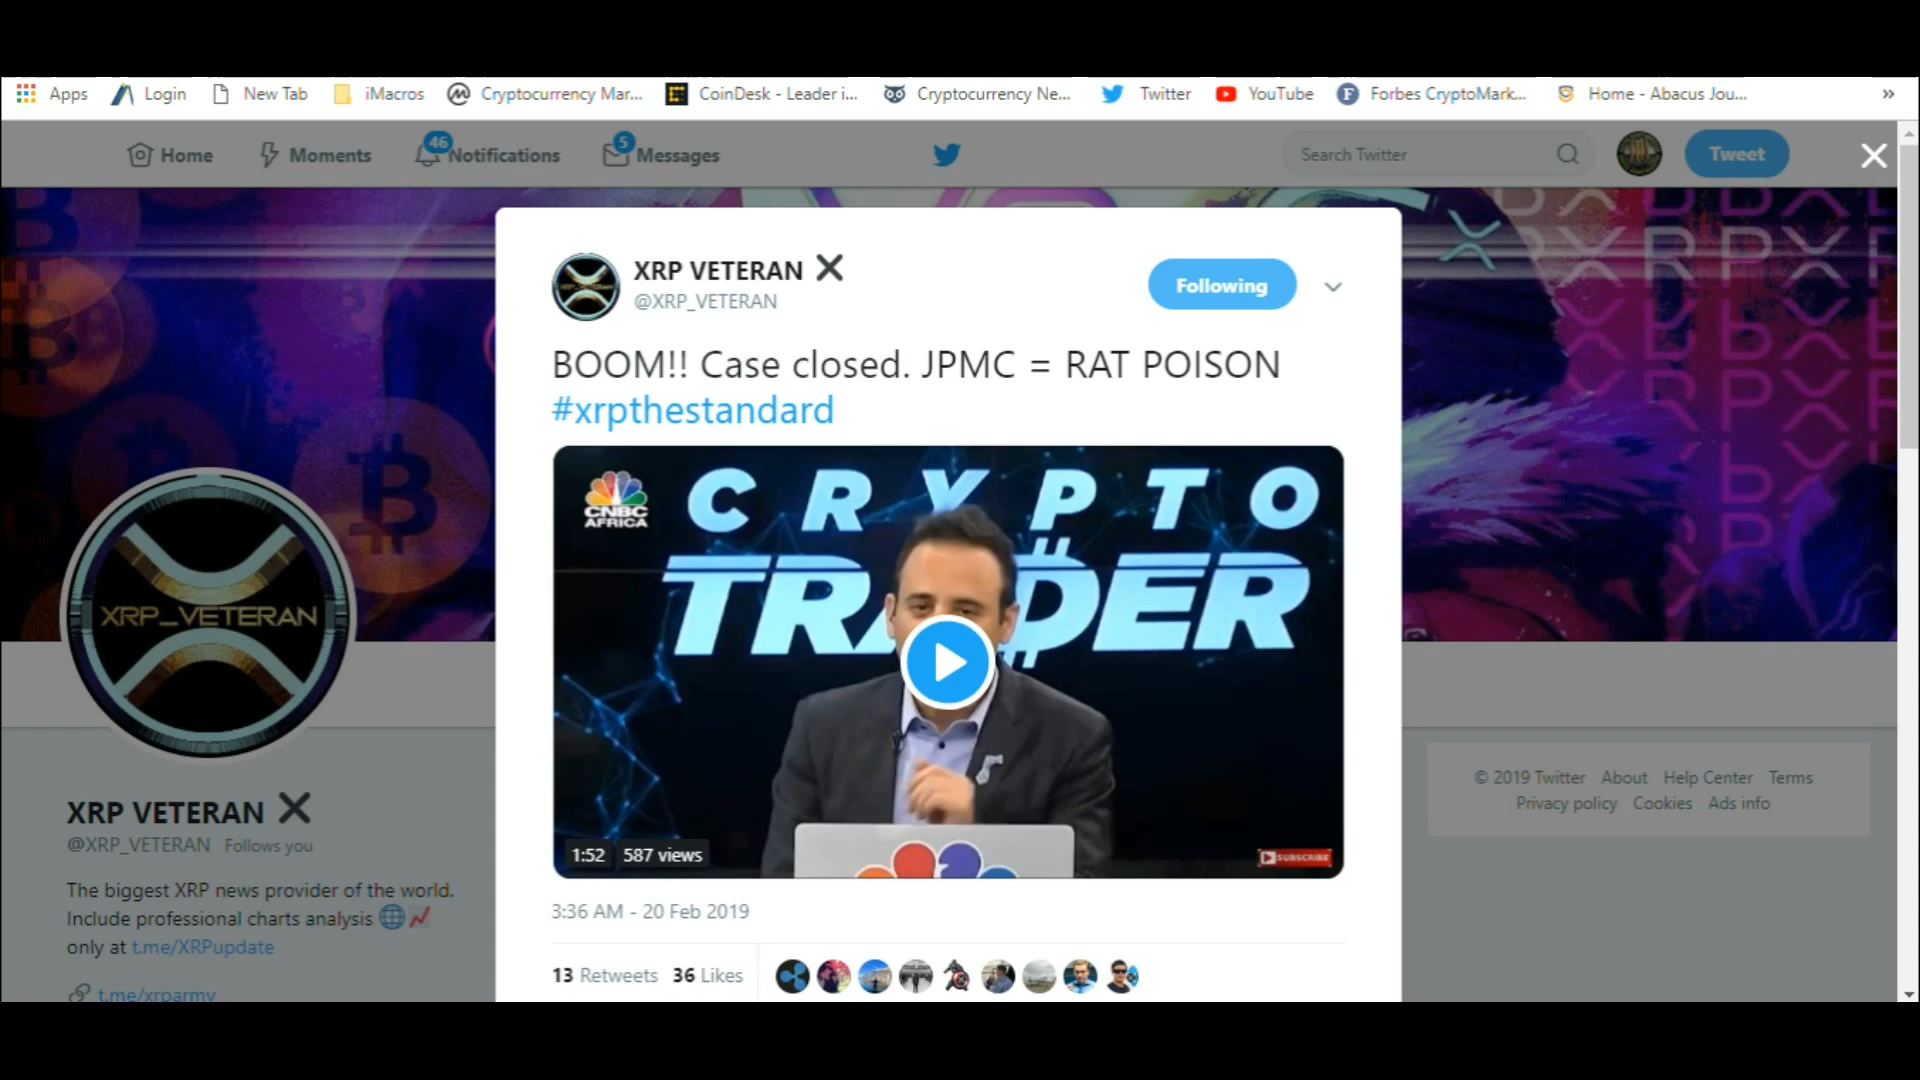 Apps Login New Tab iMacros Cryptocurrency Mar... CoinDesk - Leader i... Cryptocurrency Ne... Twitter YouTube Forbes CryptoMark... Home - Abacus Jou... »
Home Moments 46 Notifications 5 Messages Search Twitter Tweet
XRP VETERAN
@XRP_VETERAN
Following
BOOM!! Case closed. JPMC = RAT POISON
#xrpthestandard
CNBC
AFRICA
CRYPTO
TRADER
1:52 587 views
SUBSCRIBE
3:36 AM - 20 Feb 2019
13 Retweets 36 Likes
XRP_VETERAN
XRP VETERAN
@XRP_VETERAN Follows you
The biggest XRP news provider of the world.
Include professional charts analysis
only at t.me/XRPupdate
t.me/xrparmy
© 2019 Twitter About Help Center Terms
Privacy policy Cookies Ads info